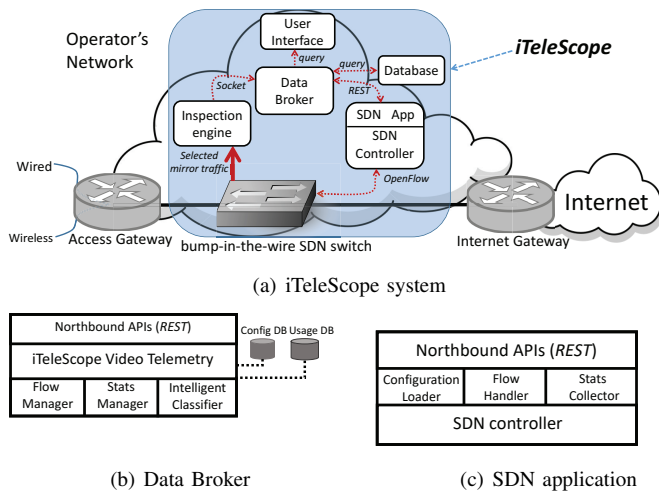 Operator's
Network
User
Interface
iTeleScope
query
query
Socket
Data
Broker
Database
REST
Inspection
engine
SDN App
SDN
Controller
Selected
mirror traffic
OpenFlow
Wired
Wireless
Internet
Access Gateway
bump-in-the-wire SDN switch
Internet Gateway
(a) iTeleScope system
Northbound APIs (REST)
Config DB
Usage DB
iTeleScope Video Telemetry
Flow
Manager
Stats
Manager
Intelligent
Classifier
(b) Data Broker
Northbound APIs (REST)
Configuration
Loader
Flow
Handler
Stats
Collector
SDN controller
(c) SDN application